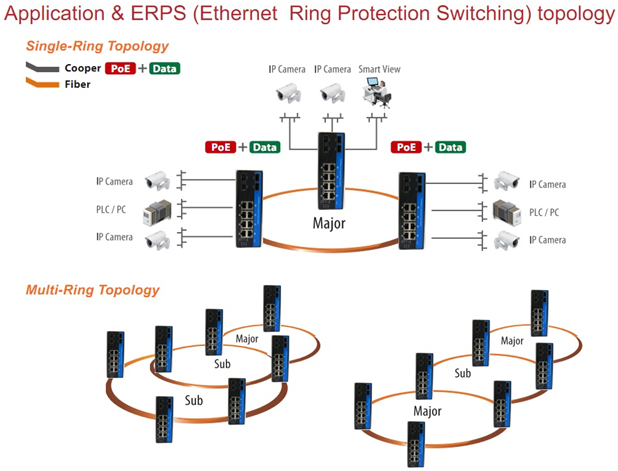 Application & ERPS (Ethernet Ring Protection Switching) topology
Single-Ring Topology
Cooper PoE + Data
Fiber
IP Camera IP Camera Smart View
PoE + Data PoE + Data
IP Camera IP Camera
PLC / PC PLC / PC
IP Camera IP Camera
Major
Multi-Ring Topology
Major
Sub
Sub
Major
Sub
Major